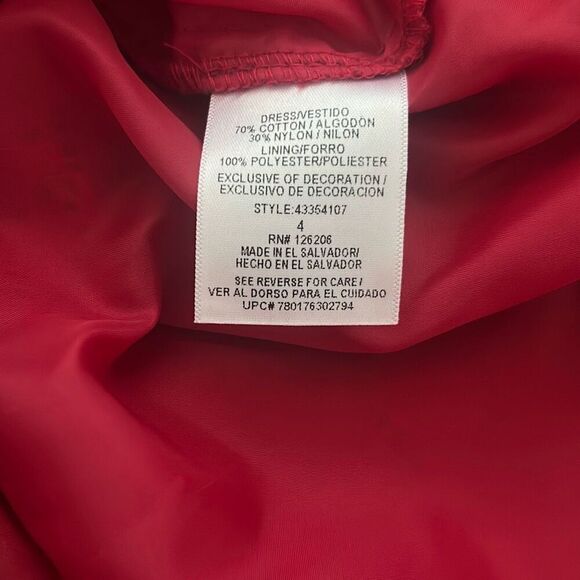 DRESS/VESTIDO
70% COTTON / ALGODON
30% NYLON / NILON
LINING/FORRO
100% POLYESTER/POLIESTER
EXCLUSIVE OF DECORATION /
EXCLUSIVO DE DECORACION
STYLE:43354107
4
RN# 126206
MADE IN EL SALVADOR/
HECHO EN EL SALVADOR
SEE REVERSE FOR CARE /
VER AL DORSO PARA EL CUIDADO
UPC# 780176302794